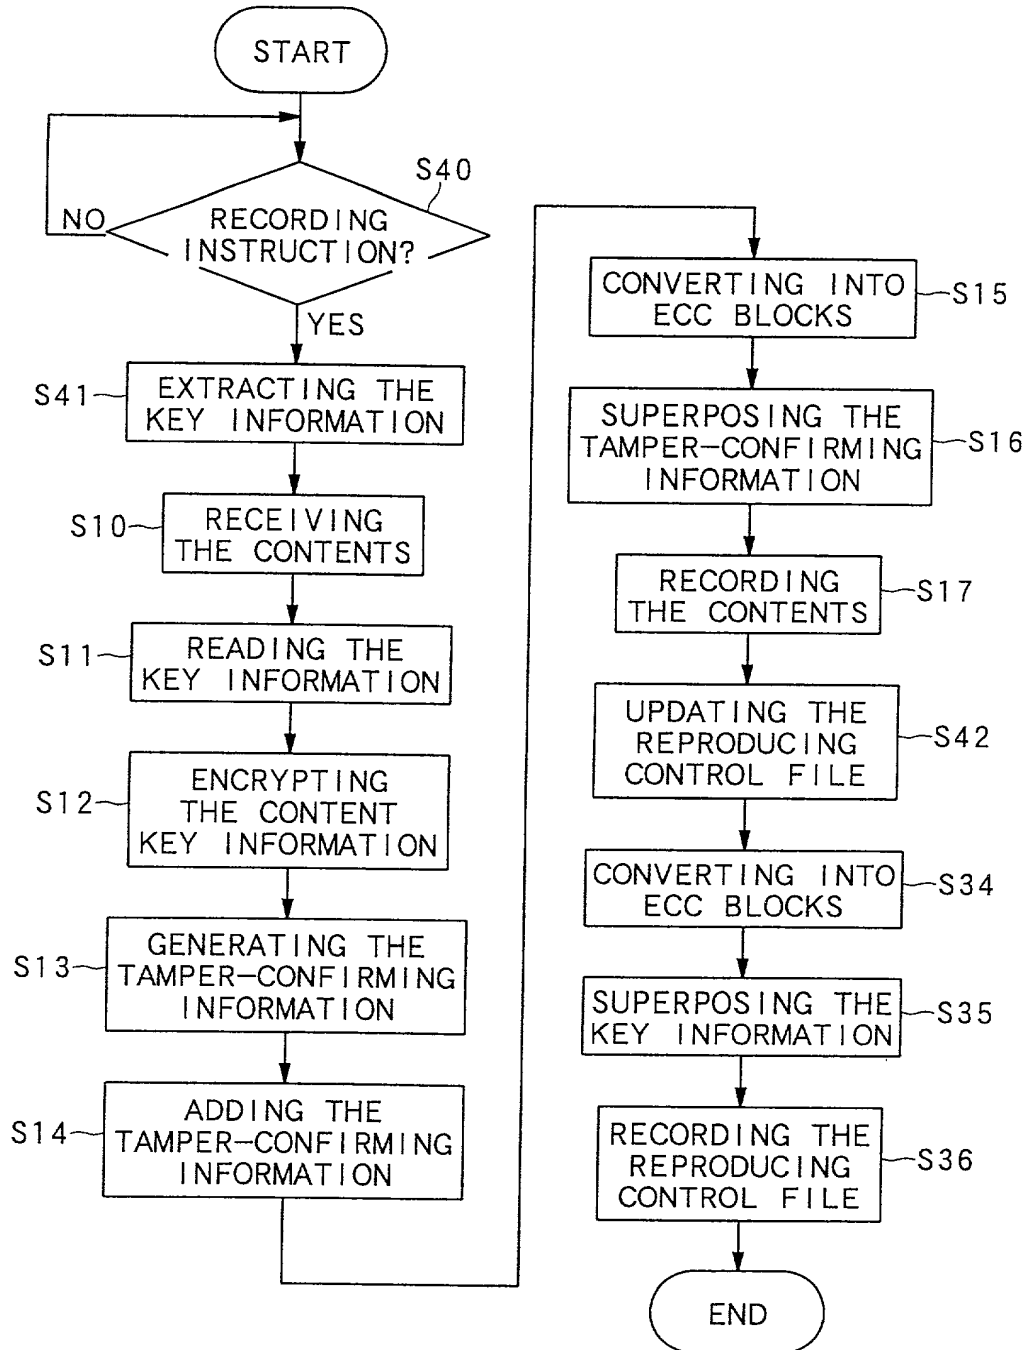 START
S40
NO
RECORDING
INSTRUCTION?
YES
S41
EXTRACTING THE
KEY INFORMATION
S10
RECEIVING
THE CONTENTS
S11
READING THE
KEY INFORMATION
S12
ENCRYPTING
THE CONTENT
KEY INFORMATION
S13
GENERATING THE
TAMPER-CONFIRMING
INFORMATION
S14
ADDING THE
TAMPER-CONFIRMING
INFORMATION
CONVERTING INTO
ECC BLOCKS
S15
SUPERPOSING THE
TAMPER-CONFIRMING
INFORMATION
S16
RECORDING
THE CONTENTS
S17
UPDATING THE
REPRODUCING
CONTROL FILE
S42
CONVERTING INTO
ECC BLOCKS
S34
SUPERPOSING THE
KEY INFORMATION
S35
RECORDING THE
REPRODUCING
CONTROL FILE
S36
END